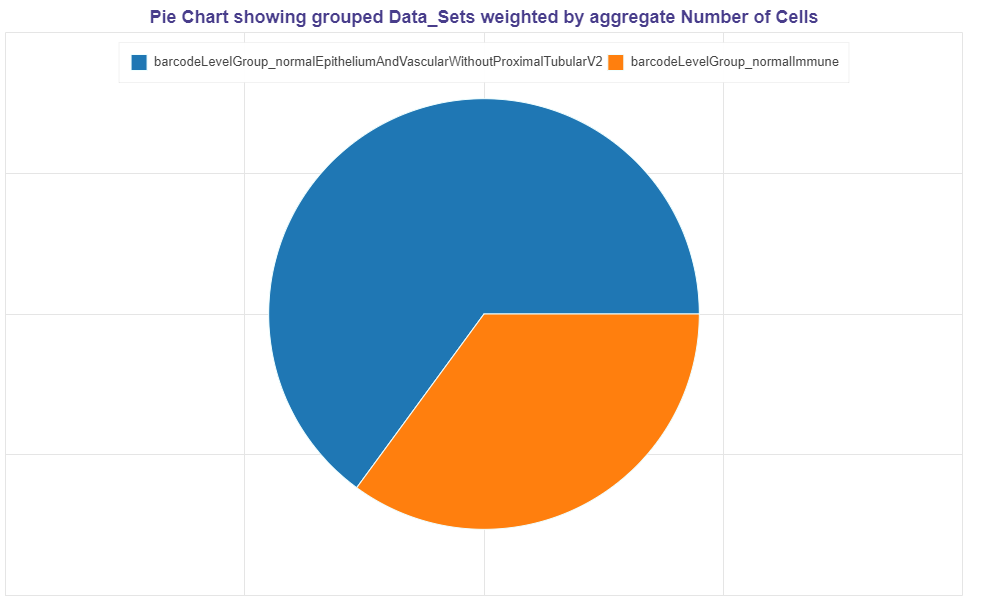 Pie Chart showing grouped Data_Sets weighted by aggregate Number of Cells
barcodeLevelGroup_normalEpitheliumAndVascularWithoutProximalTubularV2 barcodeLevelGroup_normalImmune